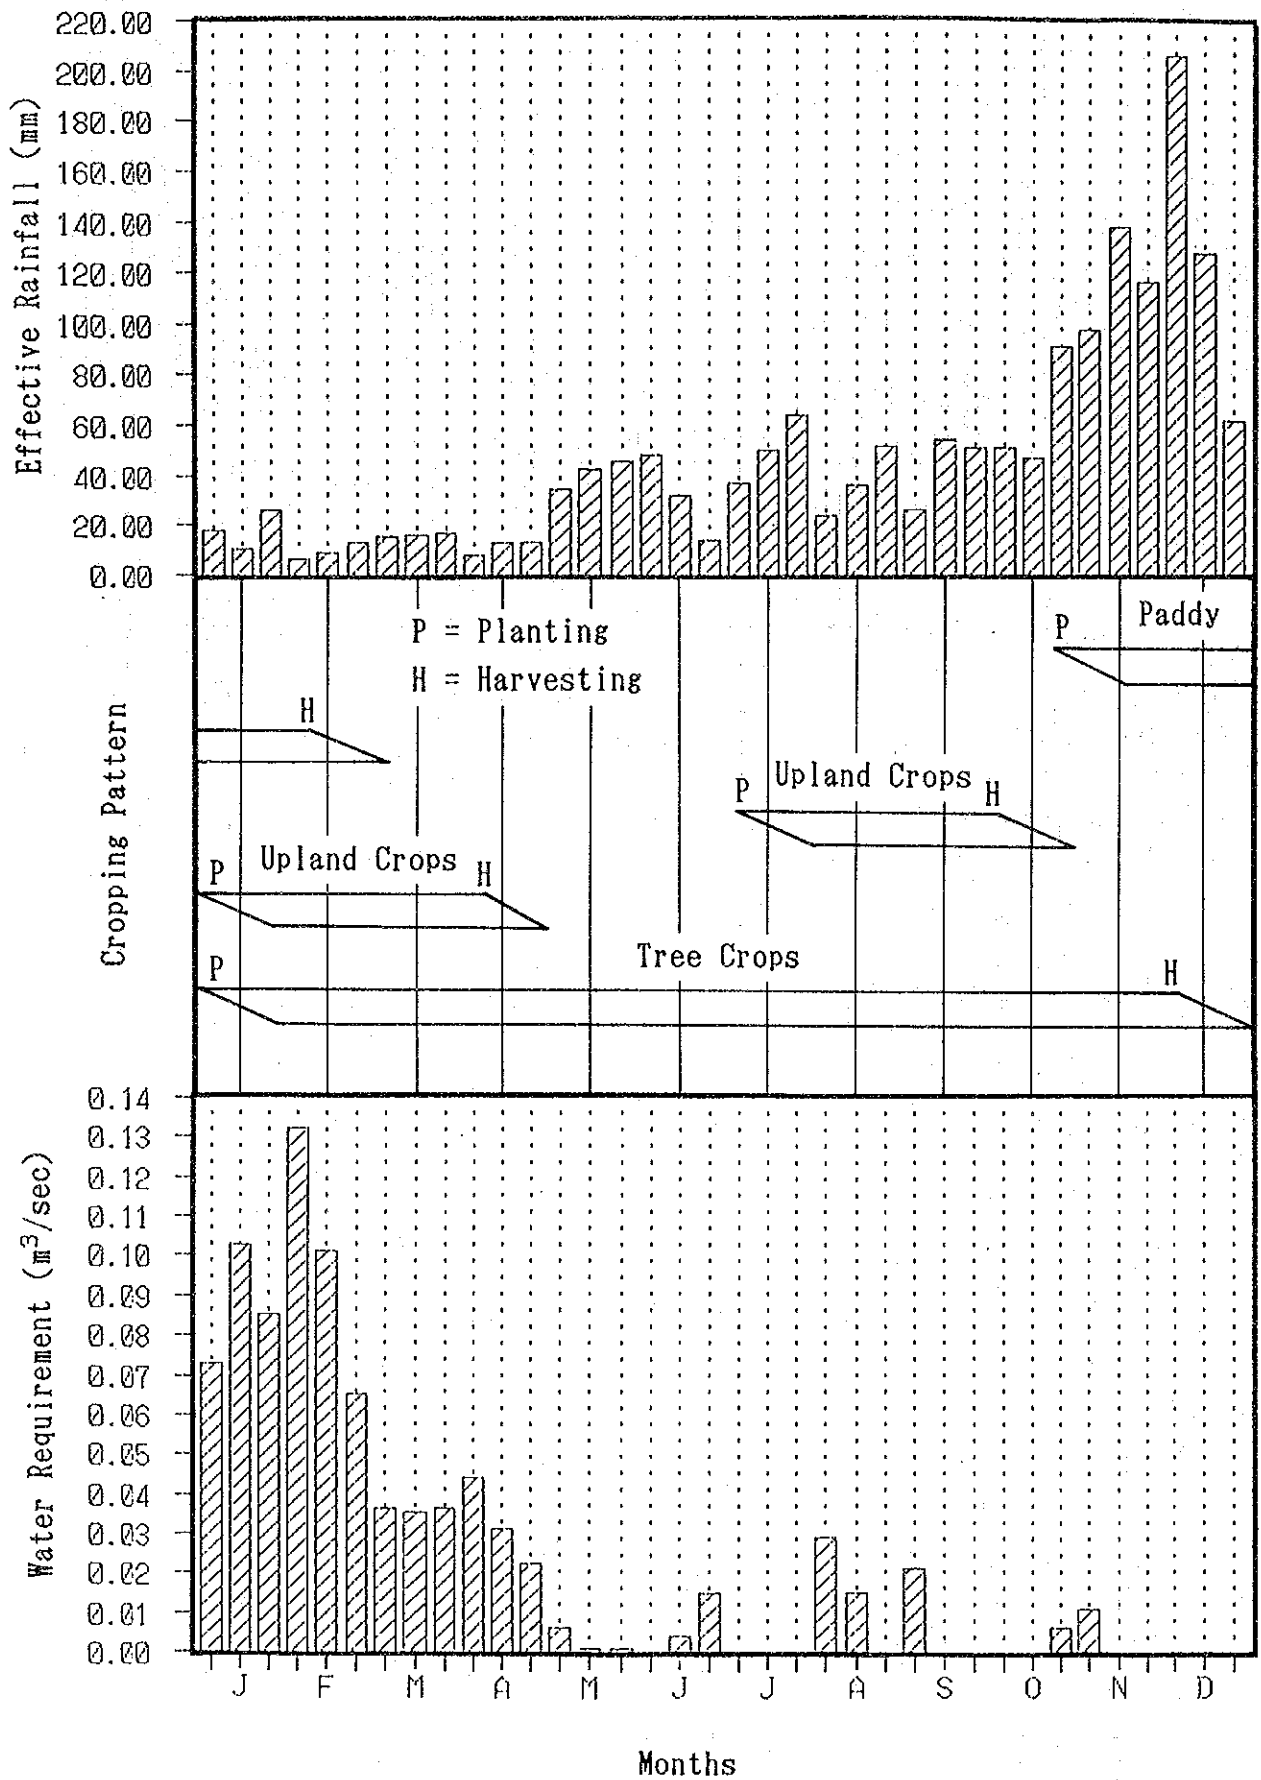 220.00
200.00
180.00
160.00
140.00
120.00
100.00
80.00
60.00
40.00
20.00
0.00
Effective Rainfall (mm)
P = Planting
H = Harvesting
P
Paddy
H
P
Upland Crops
H
P
Upland Crops
H
P
Tree Crops
H
Cropping Pattern
0.14
0.13
0.12
0.11
0.10
0.09
0.08
0.07
0.06
0.05
0.04
0.03
0.02
0.01
0.00
Water Requirement (m³/sec)
J F M A M J J A S O N D
Months